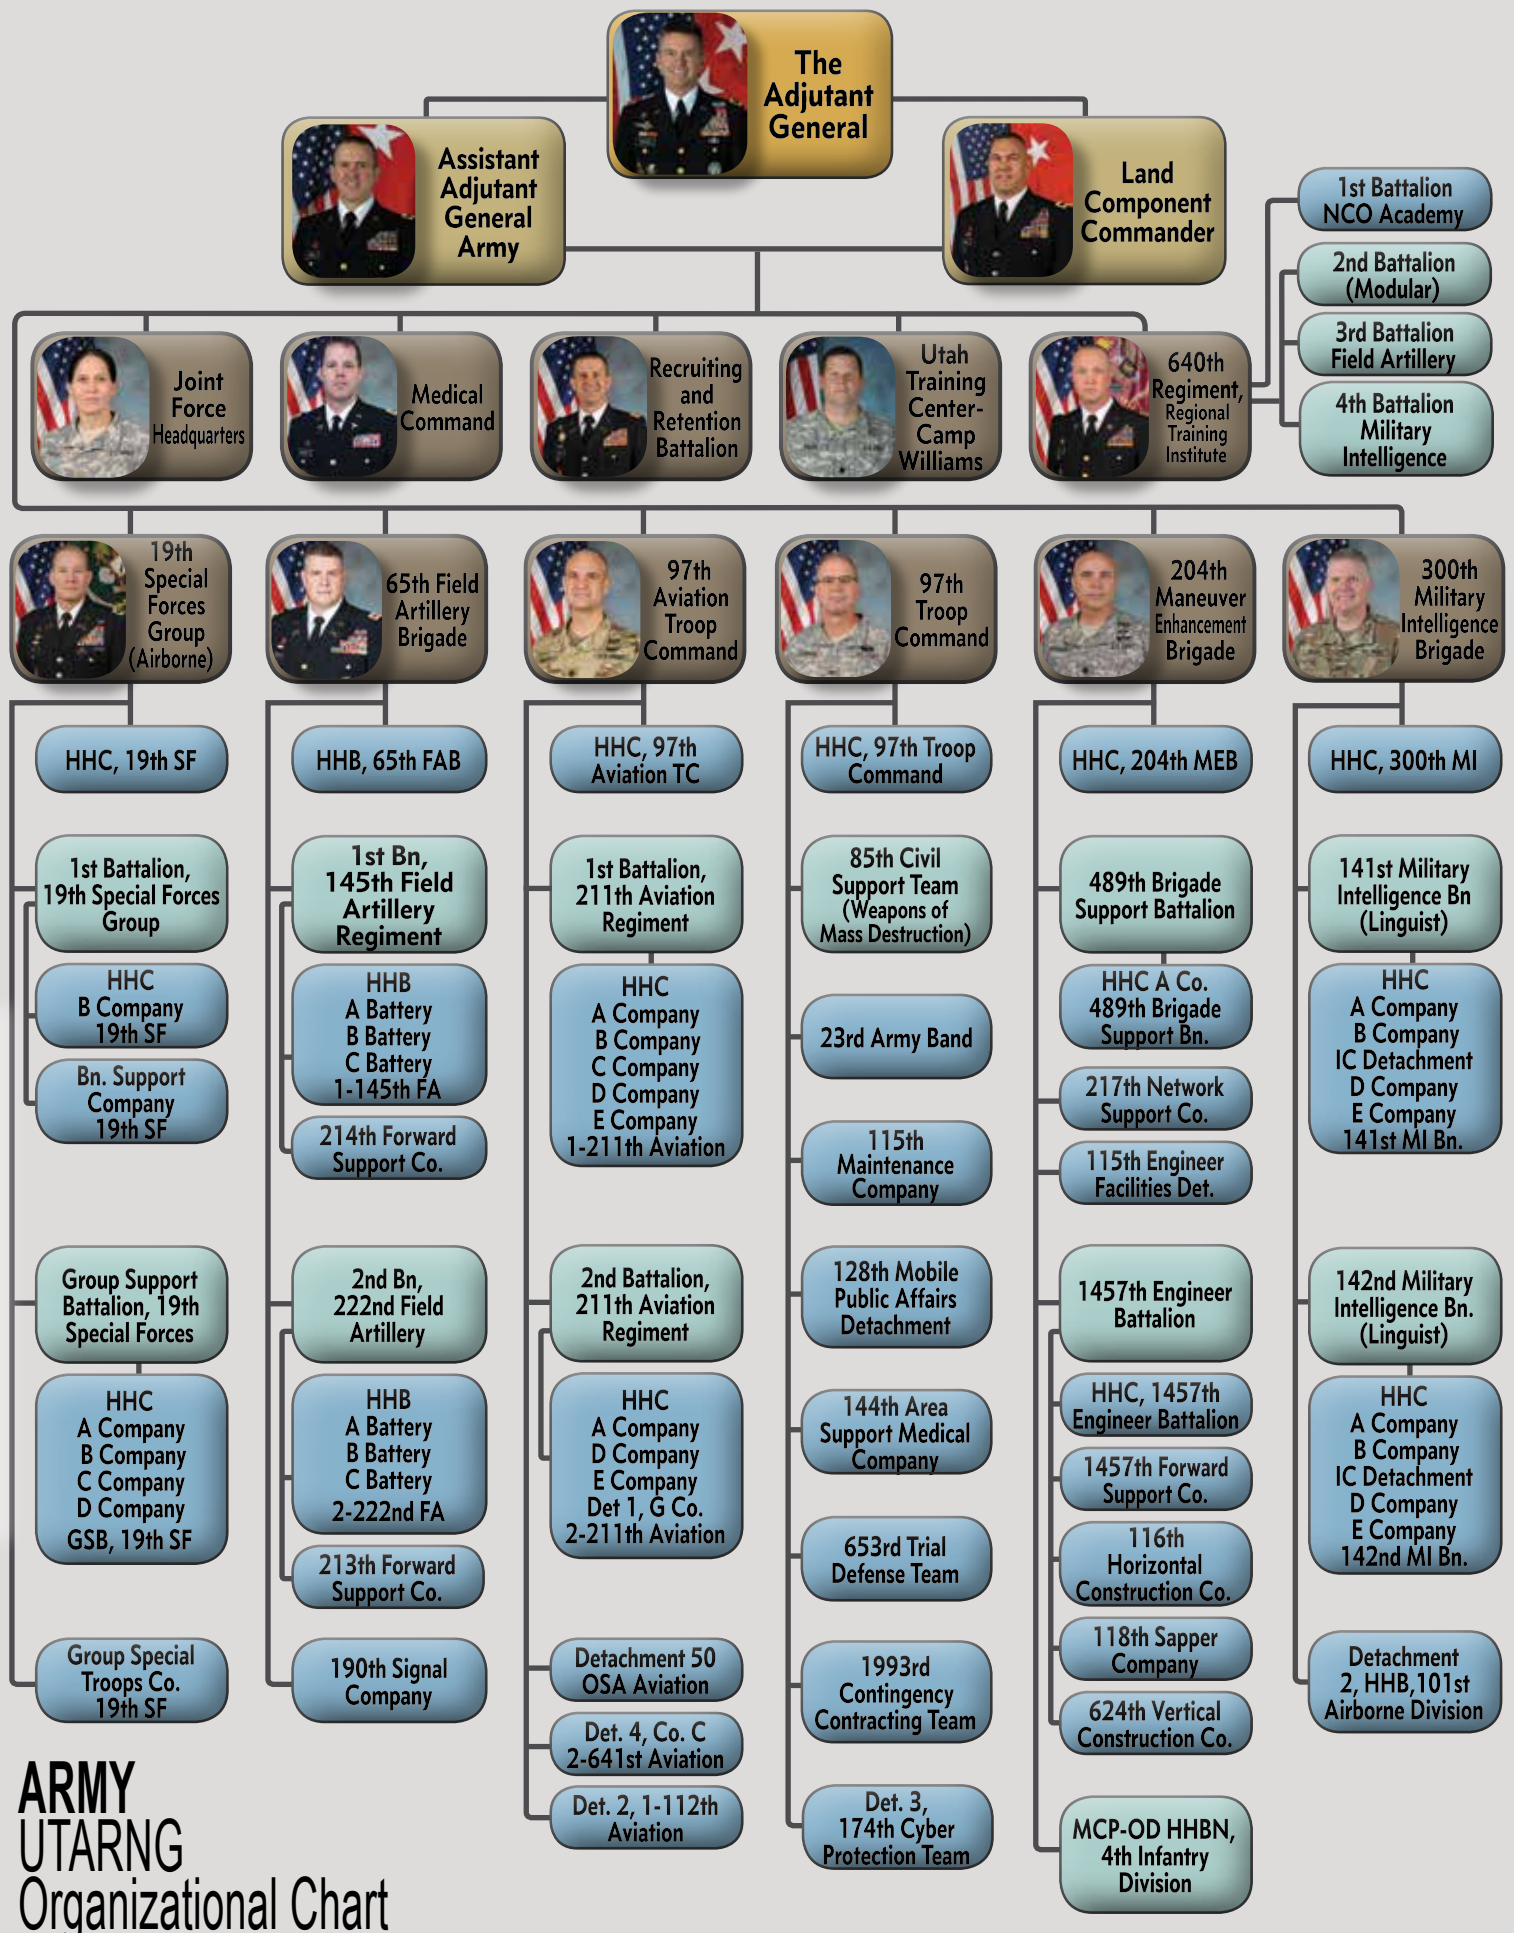 The
Adjutant
General
Assistant
Adjutant
General
Army
Land
Component
Commander
1st Battalion
NCO Academy
2nd Battalion
(Modular)
3rd Battalion
Field Artillery
4th Battalion
Military
Intelligence
Joint
Force
Headquarters
Medical
Command
Recruiting
and
Retention
Battalion
Utah
Training
Center-
Camp
Williams
640th
Regiment,
Regional
Training
Institute
19th
Special
Forces
Group
(Airborne)
65th Field
Artillery
Brigade
97th
Aviation
Troop
Command
97th
Troop
Command
204th
Maneuver
Enhancement
Brigade
300th
Military
Intelligence
Brigade
HHC, 19th SF
1st Battalion,
19th Special Forces
Group
HHC
B Company
19th SF
Bn. Support
Company
19th SF
Group Support
Battalion, 19th
Special Forces
HHC
A Company
B Company
C Company
D Company
GSB, 19th SF
Group Special
Troops Co.
19th SF
HHB, 65th FAB
1st Bn,
145th Field
Artillery
Regiment
HHB
A Battery
B Battery
C Battery
1-145th FA
214th Forward
Support Co.
2nd Bn,
222nd Field
Artillery
HHB
A Battery
B Battery
C Battery
2-222nd FA
213th Forward
Support Co.
190th Signal
Company
HHC, 97th
Aviation TC
1st Battalion,
211th Aviation
Regiment
HHC
A Company
B Company
C Company
D Company
E Company
1-211th Aviation
2nd Battalion,
211th Aviation
Regiment
HHC
A Company
D Company
E Company
Det 1, G Co.
2-211th Aviation
Detachment 50
OSA Aviation
Det. 4, Co. C
2-641st Aviation
Det. 2, 1-112th
Aviation
HHC, 97th Troop
Command
85th Civil
Support Team
(Weapons of
Mass Destruction)
23rd Army Band
115th
Maintenance
Company
128th Mobile
Public Affairs
Detachment
144th Area
Support Medical
Company
653rd Trial
Defense Team
1993rd
Contingency
Contracting Team
Det. 3,
174th Cyber
Protection Team
HHC, 204th MEB
489th Brigade
Support Battalion
HHC A Co.
489th Brigade
Support Bn.
217th Network
Support Co.
115th Engineer
Facilities Det.
1457th Engineer
Battalion
HHC, 1457th
Engineer Battalion
1457th Forward
Support Co.
116th
Horizontal
Construction Co.
118th Sapper
Company
624th Vertical
Construction Co.
MCP-OD HHBN,
4th Infantry
Division
HHC, 300th MI
141st Military
Intelligence Bn
(Linguist)
HHC
A Company
B Company
IC Detachment
D Company
E Company
141st MI Bn.
142nd Military
Intelligence Bn.
(Linguist)
HHC
A Company
B Company
IC Detachment
D Company
E Company
142nd MI Bn.
Detachment
2, HHB,101st
Airborne Division
ARMY
UTARNG
Organizational Chart